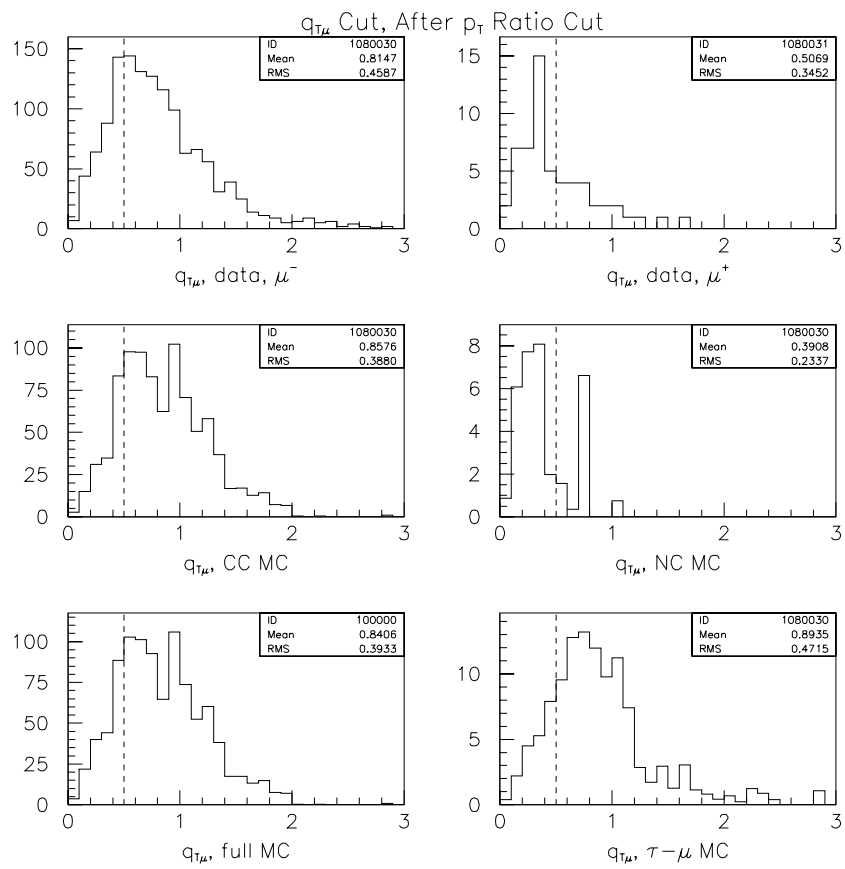 q_Tμ Cut, After p_T Ratio Cut
ID 1080030
Mean 0.8147
RMS 0.4587
150
100
50
0
0 1 2 3
q_Tμ, data, μ⁻
ID 1080031
Mean 0.5069
RMS 0.3452
15
10
5
0
0 1 2 3
q_Tμ, data, μ⁺
ID 1080030
Mean 0.8576
RMS 0.3880
100
75
50
25
0
0 1 2 3
q_Tμ, CC MC
ID 1080030
Mean 0.3908
RMS 0.2337
8
6
4
2
0
0 1 2 3
q_Tμ, NC MC
ID 100000
Mean 0.8406
RMS 0.3933
100
75
50
25
0
0 1 2 3
q_Tμ, full MC
ID 1080030
Mean 0.8935
RMS 0.4715
10
5
0
0 1 2 3
q_Tμ, τ−μ MC